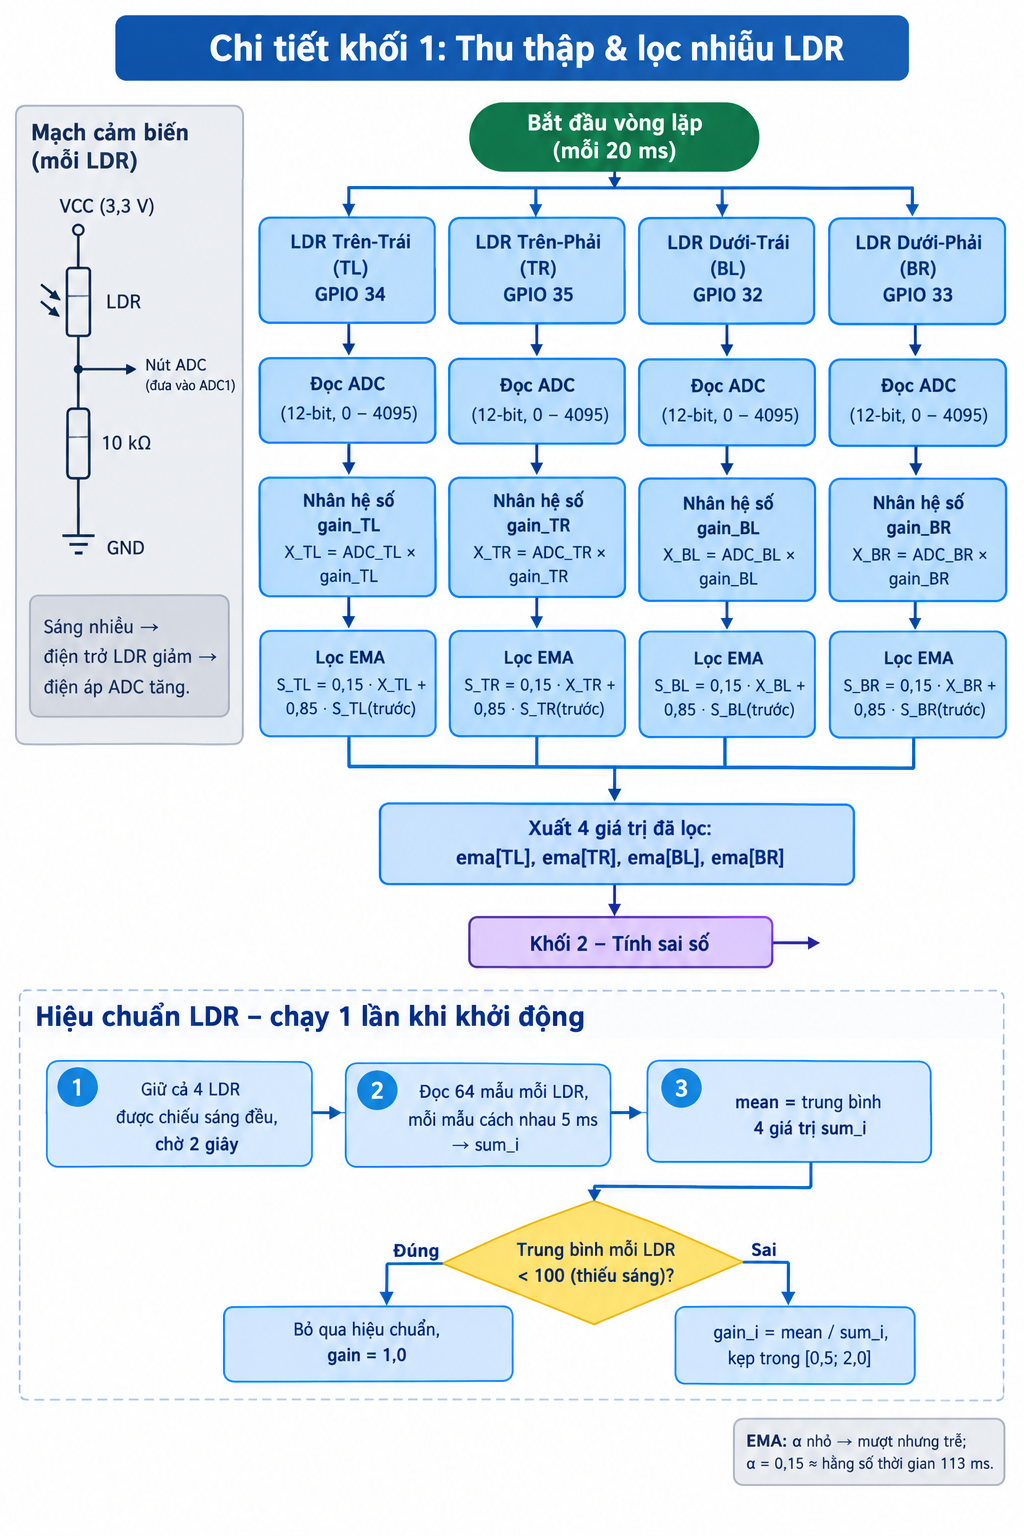 Chi tiết khối 1: Thu thập & lọc nhiễu LDR
Mạch cảm biến
(mỗi LDR)
VCC (3,3 V)
LDR
Nút ADC
(đưa vào ADC1)
10 kΩ
GND
Sáng nhiều →
điện trở LDR giảm →
điện áp ADC tăng.
Bắt đầu vòng lặp
(mỗi 20 ms)
LDR Trên-Trái
(TL)
GPIO 34
LDR Trên-Phải
(TR)
GPIO 35
LDR Dưới-Trái
(BL)
GPIO 32
LDR Dưới-Phải
(BR)
GPIO 33
Đọc ADC
(12-bit, 0 – 4095)
Đọc ADC
(12-bit, 0 – 4095)
Đọc ADC
(12-bit, 0 – 4095)
Đọc ADC
(12-bit, 0 – 4095)
Nhân hệ số
gain_TL
X_TL = ADC_TL ×
gain_TL
Nhân hệ số
gain_TR
X_TR = ADC_TR ×
gain_TR
Nhân hệ số
gain_BL
X_BL = ADC_BL ×
gain_BL
Nhân hệ số
gain_BR
X_BR = ADC_BR ×
gain_BR
Lọc EMA
S_TL = 0,15 · X_TL +
0,85 · S_TL(trước)
Lọc EMA
S_TR = 0,15 · X_TR +
0,85 · S_TR(trước)
Lọc EMA
S_BL = 0,15 · X_BL +
0,85 · S_BL(trước)
Lọc EMA
S_BR = 0,15 · X_BR +
0,85 · S_BR(trước)
Xuất 4 giá trị đã lọc:
ema[TL], ema[TR], ema[BL], ema[BR]
Khối 2 – Tính sai số
Hiệu chuẩn LDR – chạy 1 lần khi khởi động
1
Giữ cả 4 LDR
được chiếu sáng đều,
chờ 2 giây
2
Đọc 64 mẫu mỗi LDR,
mỗi mẫu cách nhau 5 ms
→ sum_i
3
mean = trung bình
4 giá trị sum_i
Trung bình mỗi LDR
< 100 (thiếu sáng)?
Đúng
Sai
Bỏ qua hiệu chuẩn,
gain = 1,0
gain_i = mean / sum_i,
kẹp trong [0,5; 2,0]
EMA: α nhỏ → mượt nhưng trễ;
α = 0,15 ≈ hằng số thời gian 113 ms.